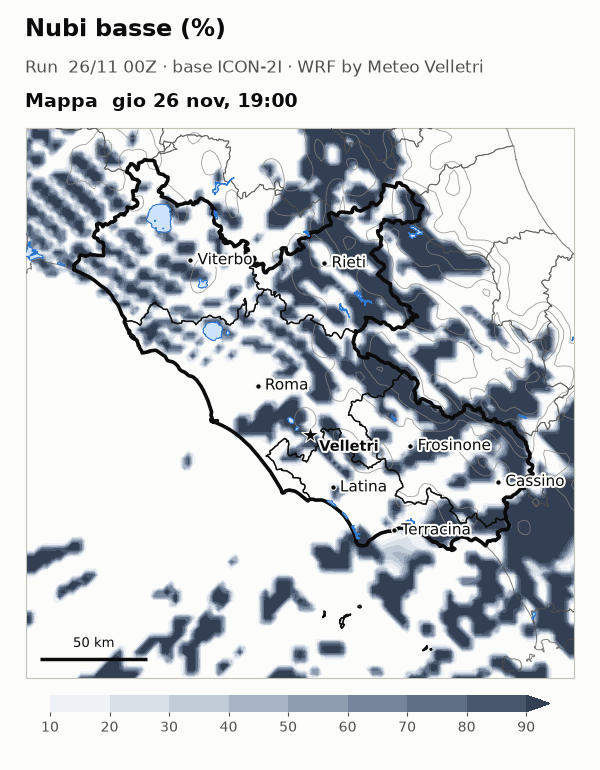 Nubi basse (%)
Run  26/11 00Z · base ICON-2I · WRF by Meteo Velletri
Mappa  gio 26 nov, 19:00
Viterbo
Rieti
Roma
Velletri
Frosinone
Cassino
Latina
Terracina
50 km
10 20 30 40 50 60 70 80 90